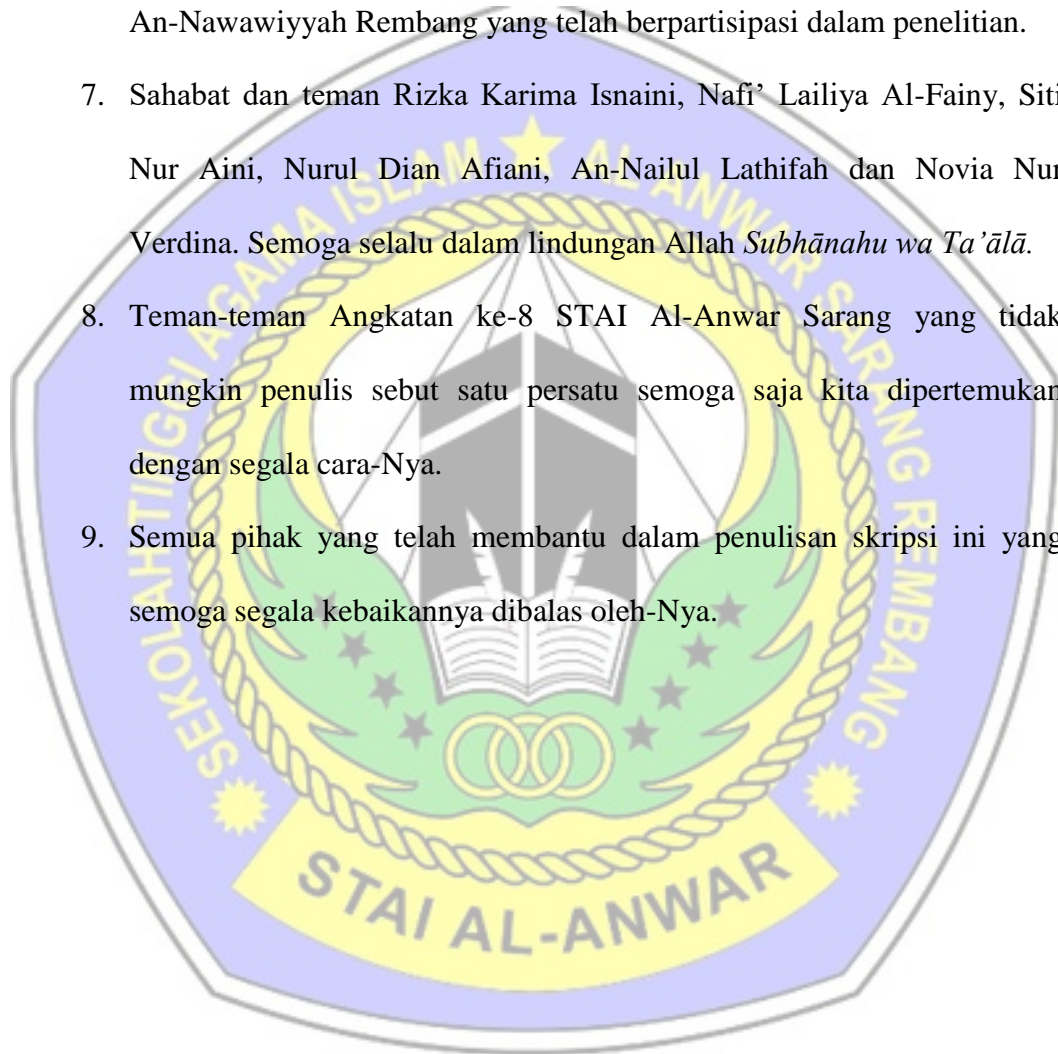 An-Nawawiyyah Rembang yang telah berpartisipasi dalam penelitian.
7. Sahabat dan teman Rizka Karima Isnaini, Nafi’ Lailiya Al-Fainy, Siti
Nur Aini, Nurul Dian Afiani, An-Nailul Lathifah dan Novia Nur
Verdina. Semoga selalu dalam lindungan Allah Subhānahu wa Ta’ālā.
8. Teman-teman Angkatan ke-8 STAI Al-Anwar Sarang yang tidak
mungkin penulis sebut satu persatu semoga saja kita dipertemukan
dengan segala cara-Nya.
9. Semua pihak yang telah membantu dalam penulisan skripsi ini yang
semoga segala kebaikannya dibalas oleh-Nya.
SEKOLAH TINGGI AGAMA ISLAM AL ANWAR SARANG REMBANG
STAI AL-ANWAR